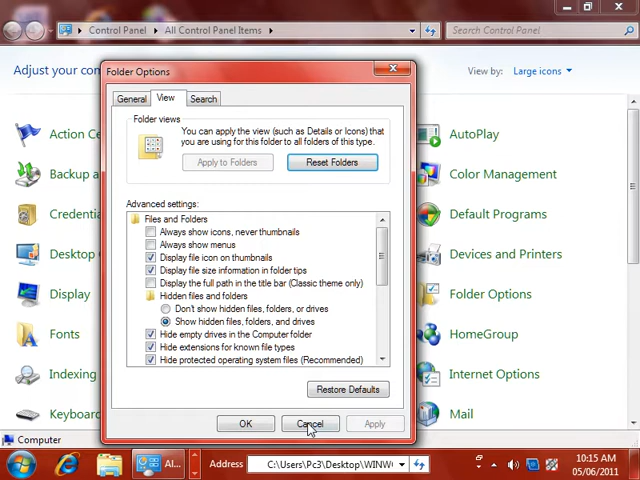 Control Panel
All Control Panel Items
Search Control Panel
Adjust your com
View by:
Large icons
Folder Options
General
View
Search
Folder views
You can apply the view (such as Details or Icons) that
you are using for this folder to all folders of this type.
Apply to Folders
Reset Folders
Advanced settings:
Files and Folders
Always show icons, never thumbnails
Always show menus
Display file icon on thumbnails
Display file size information in folder tips
Display the full path in the title bar (Classic theme only)
Hidden files and folders
Don't show hidden files, folders, or drives
Show hidden files, folders, and drives
Hide empty drives in the Computer folder
Hide extensions for known file types
Hide protected operating system files (Recommended)
Restore Defaults
OK
Cancel
Apply
Action Ce
Backup a
Credentia
Desktop
Display
Fonts
Indexing
Keyboard
AutoPlay
Color Management
Default Programs
Devices and Printers
Folder Options
HomeGroup
Internet Options
Mail
Computer
Al...
Address
C:\Users\Pc3\Desktop\WINW
10:15 AM
05/06/2011